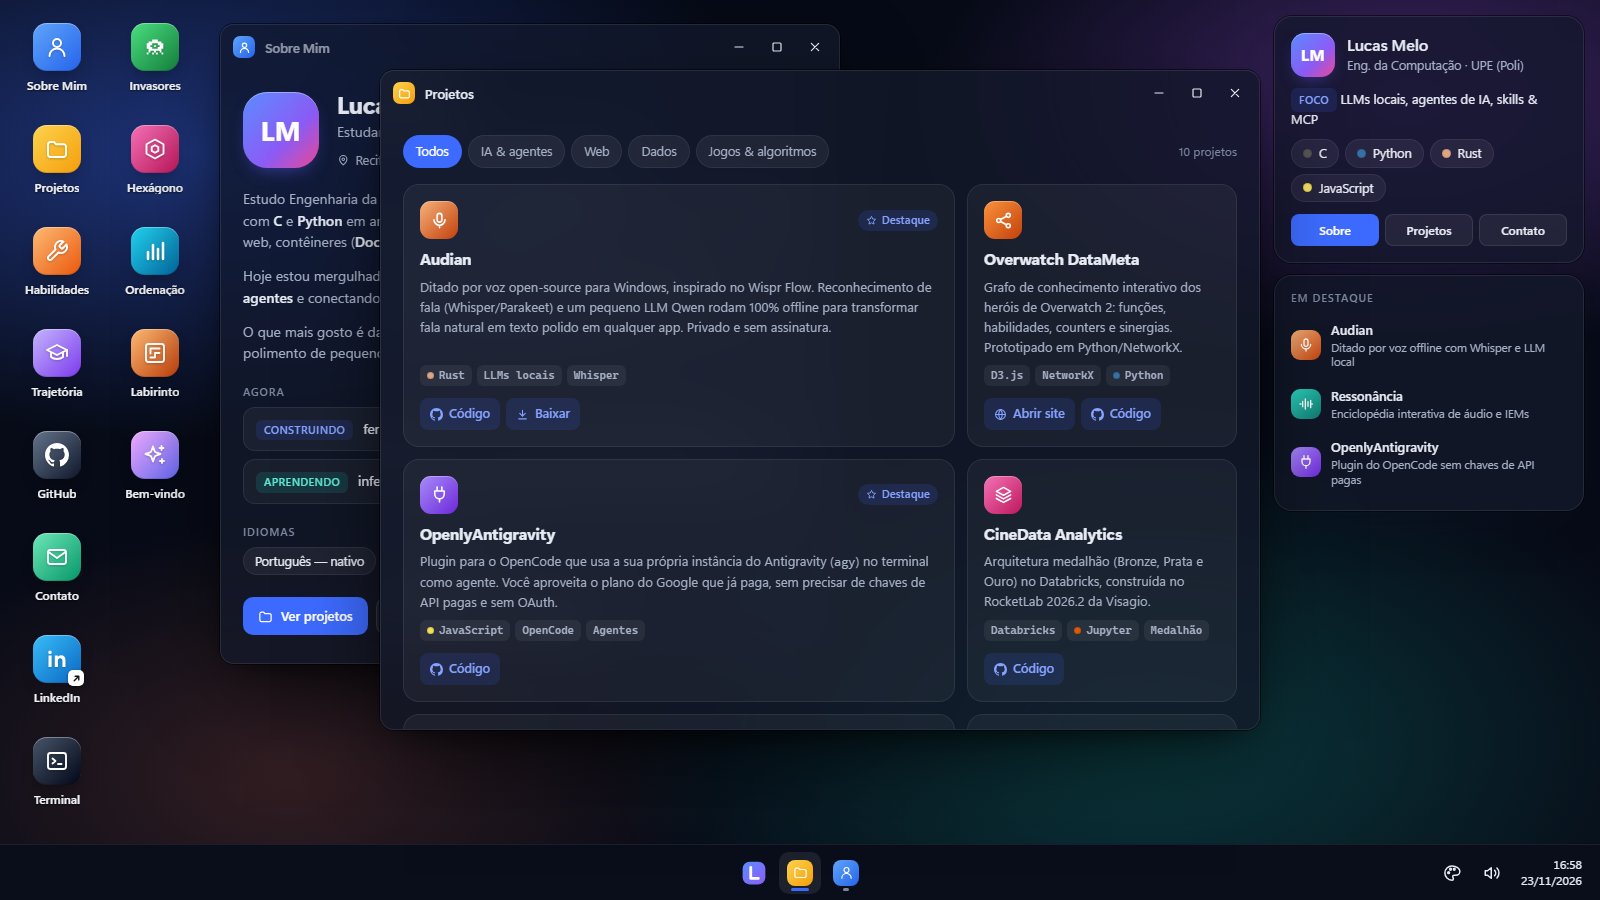 Sobre Mim
Invasores
Projetos
Hexágono
Habilidades
Ordenação
Trajetória
Labirinto
GitHub
Bem-vindo
Contato
in
LinkedIn
Terminal
Sobre Mim
LM
Estudo Engenharia da
com C e Python em
web, contêineres
Hoje estou
agentes e conectando
O que mais gosto é
polimento de
AGORA
CONSTRUINDO
APRENDENDO
IDIOMAS
Português — nativo
Ver projetos
Projetos
Todos
IA & agentes
Web
Dados
Jogos & algoritmos
10 projetos
Destaque
Audian
Ditado por voz open-source para Windows, inspirado no Wispr Flow. Reconhecimento de
fala (Whisper/Parakeet) e um pequeno LLM Qwen rodam 100% offline para transformar
fala natural em texto polido em qualquer app. Privado e sem assinatura.
Rust LLMs locais Whisper
Código Baixar
Overwatch DataMeta
Grafo de conhecimento interativo dos
heróis de Overwatch 2: funções,
habilidades, counters e sinergias.
Prototipado em Python/NetworkX.
D3.js NetworkX Python
Abrir site Código
Destaque
OpenlyAntigravity
Plugin para o OpenCode que usa a sua própria instância do Antigravity (agy) no terminal
como agente. Você aproveita o plano do Google que já paga, sem precisar de chaves de
API pagas e sem OAuth.
JavaScript OpenCode Agentes
Código
CineData Analytics
Arquitetura medalhão (Bronze, Prata e
Ouro) no Databricks, construída no
RocketLab 2026.2 da Visagio.
Databricks Jupyter Medalhão
Código
LM
Lucas Melo
Eng. da Computação · UPE (Poli)
FOCO LLMs locais, agentes de IA, skills &
MCP
C Python Rust
JavaScript
Sobre Projetos Contato
EM DESTAQUE
Audian
Ditado por voz offline com Whisper e LLM
local
Ressonância
Enciclopédia interativa de áudio e IEMs
OpenlyAntigravity
Plugin do OpenCode sem chaves de API
pagas
L
16:58
23/11/2026